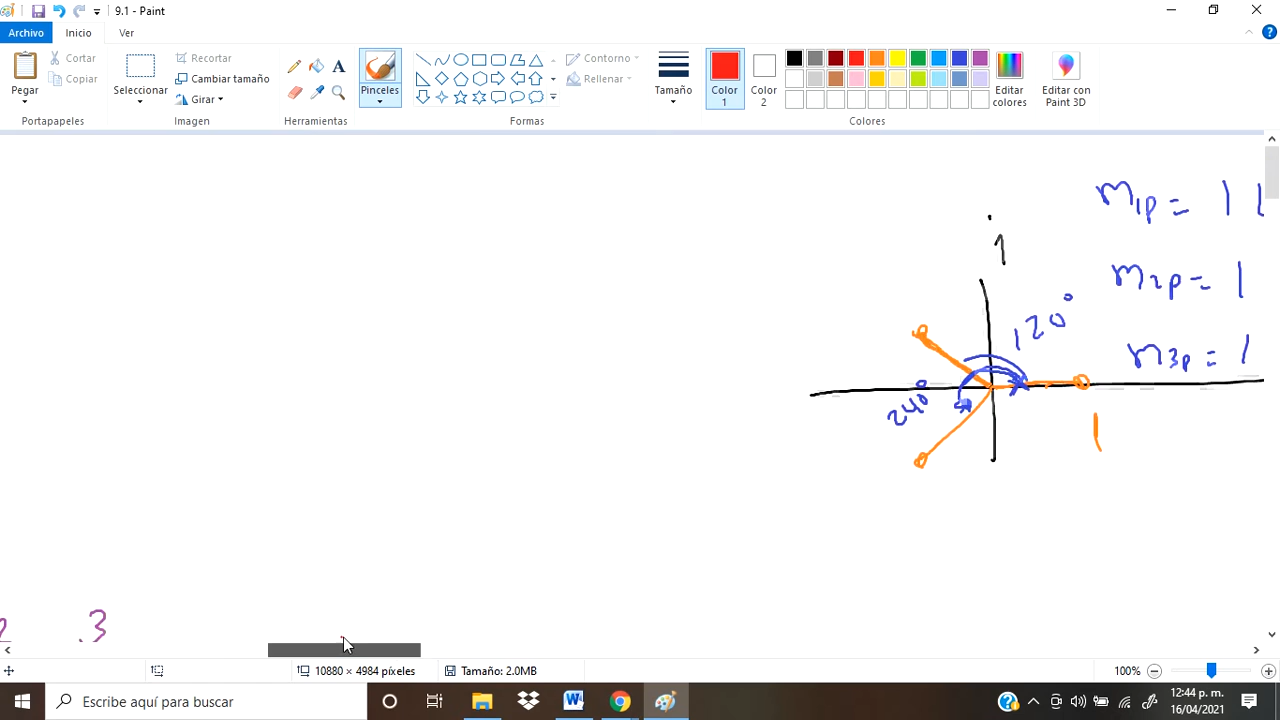 9.1 - Paint
Archivo Inicio Ver
Pegar
Cortar
Copiar
Portapapeles
Seleccionar
Recortar
Cambiar tamaño
Girar
Imagen
A
Herramientas
Pinceles
Contorno
Rellenar
Formas
Tamaño
Color 1
Color 2
Editar colores
Editar con Paint 3D
Colores
m1p = 1
1
m2p = 1
120°
m3p = 1
240°
1
3
10880 × 4984 píxeles
Tamaño: 2.0MB
100%
Escribe aquí para buscar
12:44 p. m.
16/04/2021